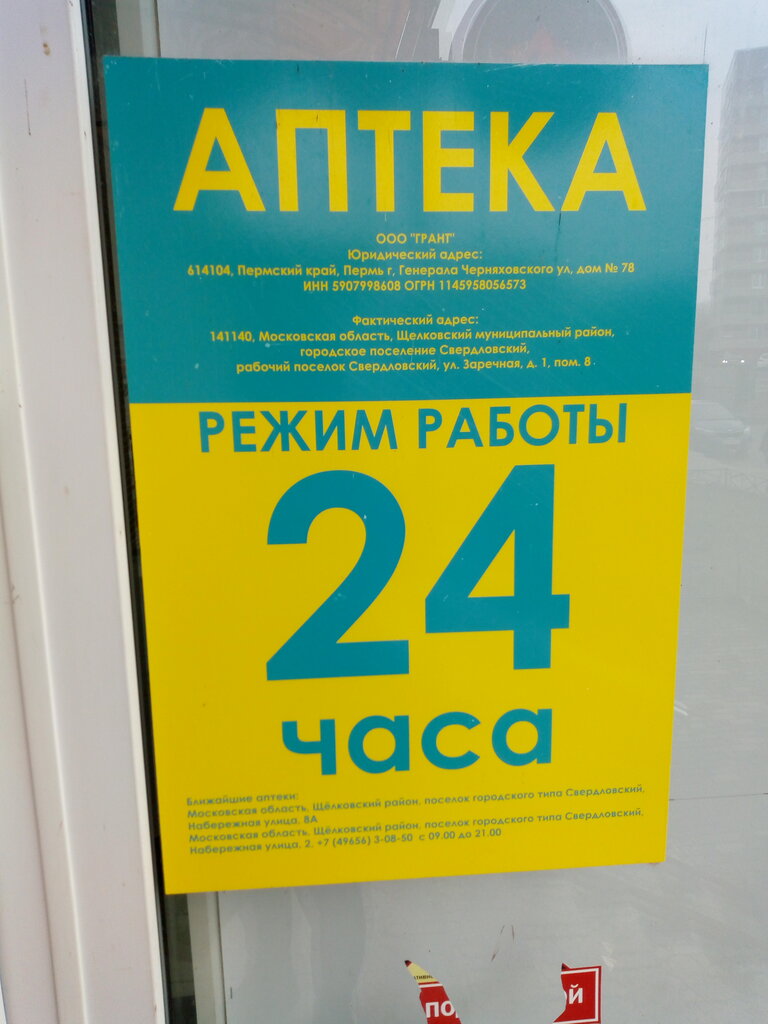 АПТЕКА
ООО "ГРАНТ"
Юридический адрес:
614104, Пермский край, Пермь г, Генерала Черняховского ул, дом № 78
ИНН 5907998608 ОГРН 1145958056573
Фактический адрес:
141140, Московская область, Щелковский муниципальный район,
городское поселение Свердловский,
рабочий поселок Свердловский, ул. Заречная, д. 1, пом. 8
РЕЖИМ РАБОТЫ
24
часа
Ближайшие аптеки:
Московская область, Щёлковский район, поселок городского типа Свердловский,
Набережная улица, 8А
Московская область, Щёлковский район, поселок городского типа Свердловский,
Набережная улица, 2, +7 (49656) 3-08-50 с 09.00 до 21.00